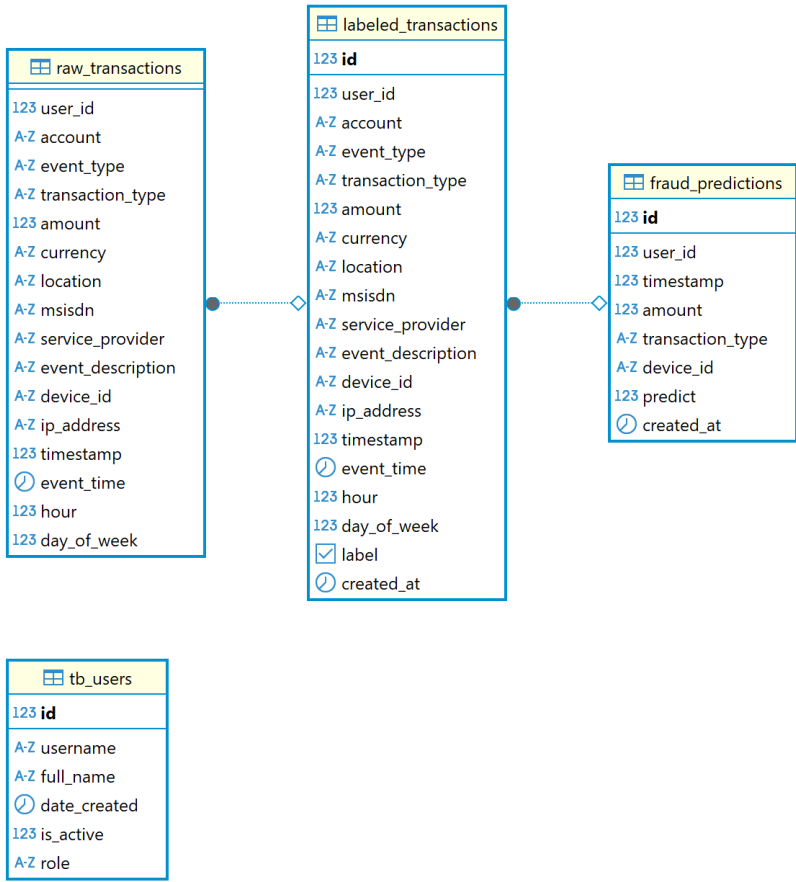 raw_transactions
123 user_id
A-Z account
A-Z event_type
A-Z transaction_type
123 amount
A-Z currency
A-Z location
A-Z msisdn
A-Z service_provider
A-Z event_description
A-Z device_id
A-Z ip_address
123 timestamp
event_time
123 hour
123 day_of_week
labeled_transactions
123 id
123 user_id
A-Z account
A-Z event_type
A-Z transaction_type
123 amount
A-Z currency
A-Z location
A-Z msisdn
A-Z service_provider
A-Z event_description
A-Z device_id
A-Z ip_address
123 timestamp
event_time
123 hour
123 day_of_week
label
created_at
fraud_predictions
123 id
123 user_id
123 timestamp
123 amount
A-Z transaction_type
A-Z device_id
123 predict
created_at
tb_users
123 id
A-Z username
A-Z full_name
date_created
123 is_active
A-Z role